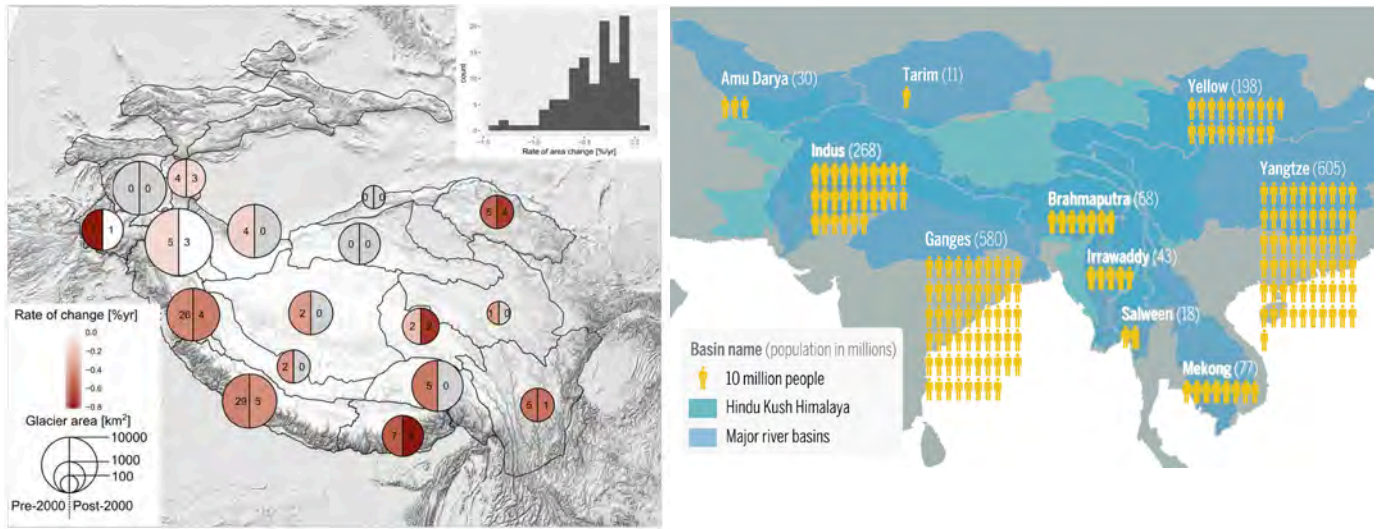 20
15
count
10
5
0
Rate of area change [%/yr]
0 0
4 3
1
5 3
4 0
0 0
0
5 4
26 4
2 0
2 2
1 0
2 0
29 5
5 0
7
5 1
Rate of change [%yr]
0.0
−0.2
−0.4
−0.6
−0.8
Glacier area [km²]
10000
1000
100
Pre-2000 Post-2000
Amu Darya (30)
Tarim (11)
Yellow (198)
Indus (268)
Yangtze (605)
Brahmaputra (68)
Ganges (580)
Irrawaddy (43)
Salween (18)
Mekong (77)
Basin name (population in millions)
10 million people
Hindu Kush Himalaya
Major river basins